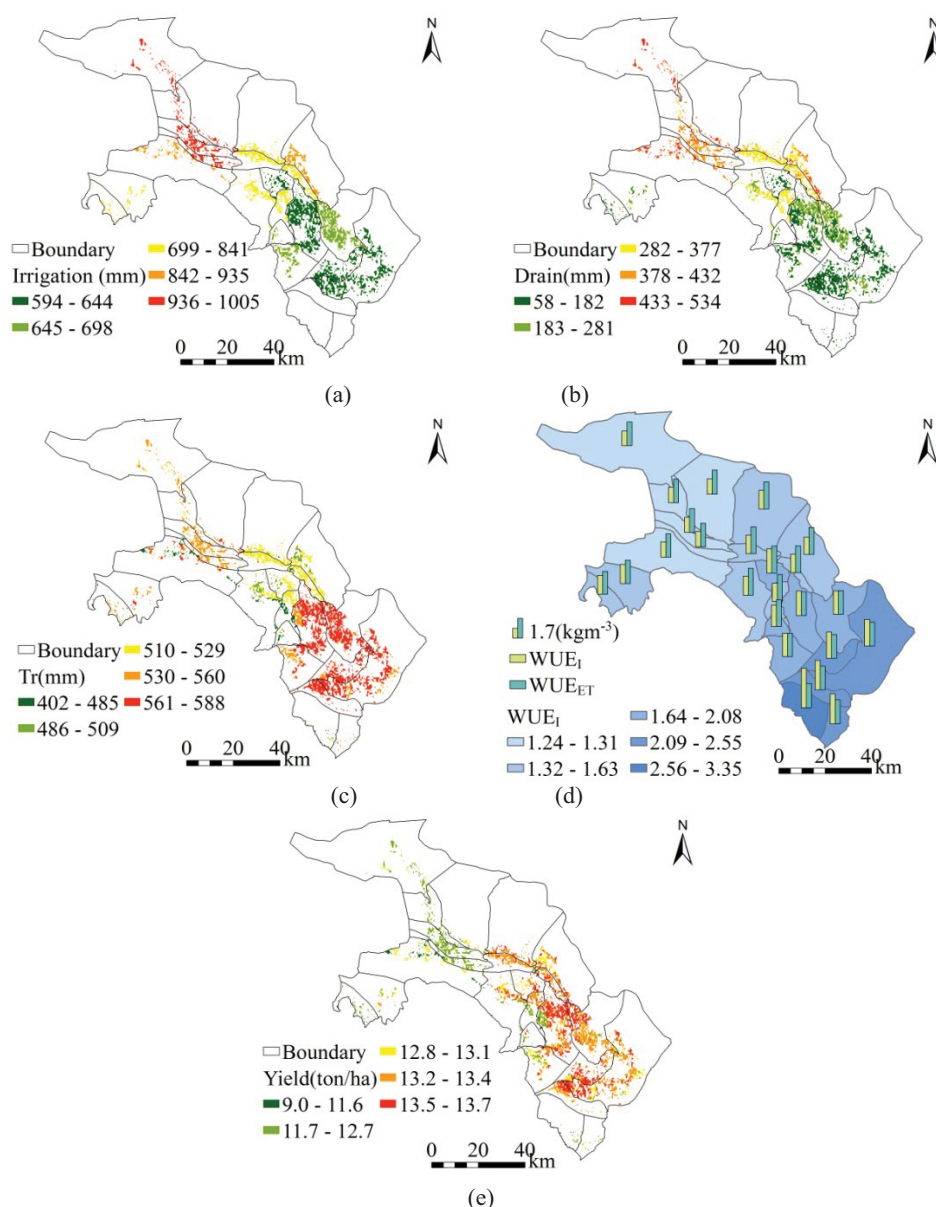 N
N
Boundary 699 - 841
Irrigation (mm) 842 - 935
594 - 644 936 - 1005
645 - 698
0 20 40
km
Boundary 282 - 377
Drain(mm) 378 - 432
58 - 182 433 - 534
183 - 281
0 20 40
km
(a)
(b)
N
N
Boundary 510 - 529
Tr(mm) 530 - 560
402 - 485 561 - 588
486 - 509
0 20 40
km
1.7(kgm⁻³)
WUE_I
WUE_ET
WUE_I 1.64 - 2.08
1.24 - 1.31 2.09 - 2.55
1.32 - 1.63 2.56 - 3.35
0 20 40
km
(c)
(d)
N
Boundary 12.8 - 13.1
Yield(ton/ha) 13.2 - 13.4
9.0 - 11.6 13.5 - 13.7
11.7 - 12.7
0 20 40
km
(e)